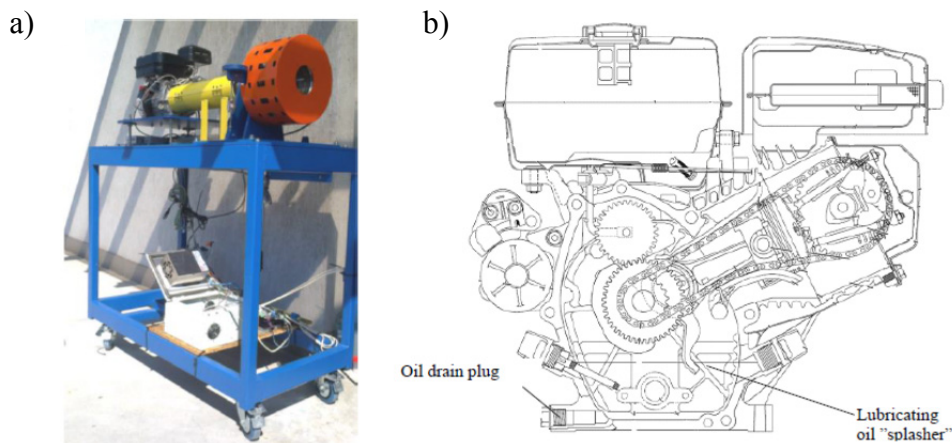 a)
b)
Oil drain plug
Lubricating
oil ”splasher”